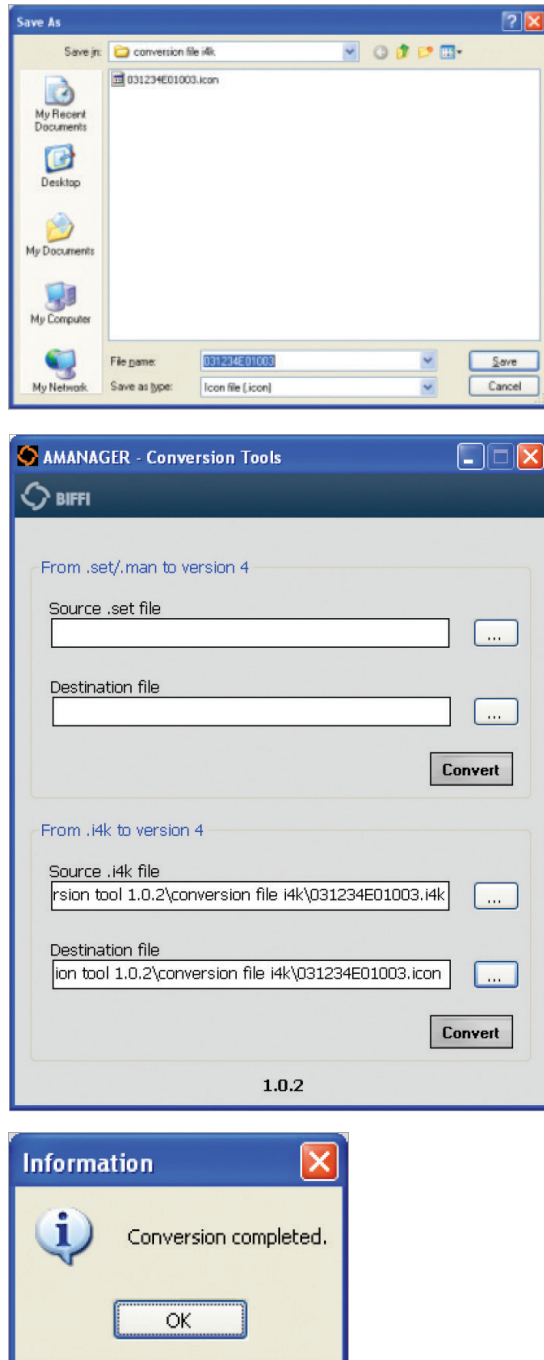 Save As
Save in: conversion file i4k
031234E01003.icon
My Recent
Documents
Desktop
My Documents
My Computer
My Network
File name: 031234E01003
Save
Save as type: Icon file (.icon)
Cancel
AMANAGER - Conversion Tools
BIFFI
From .set/.man to version 4
Source .set file
...
Destination file
...
Convert
From .i4k to version 4
Source .i4k file
rsion tool 1.0.2\conversion file i4k\031234E01003.i4k
...
Destination file
ion tool 1.0.2\conversion file i4k\031234E01003.icon
...
Convert
1.0.2
Information
Conversion completed.
OK